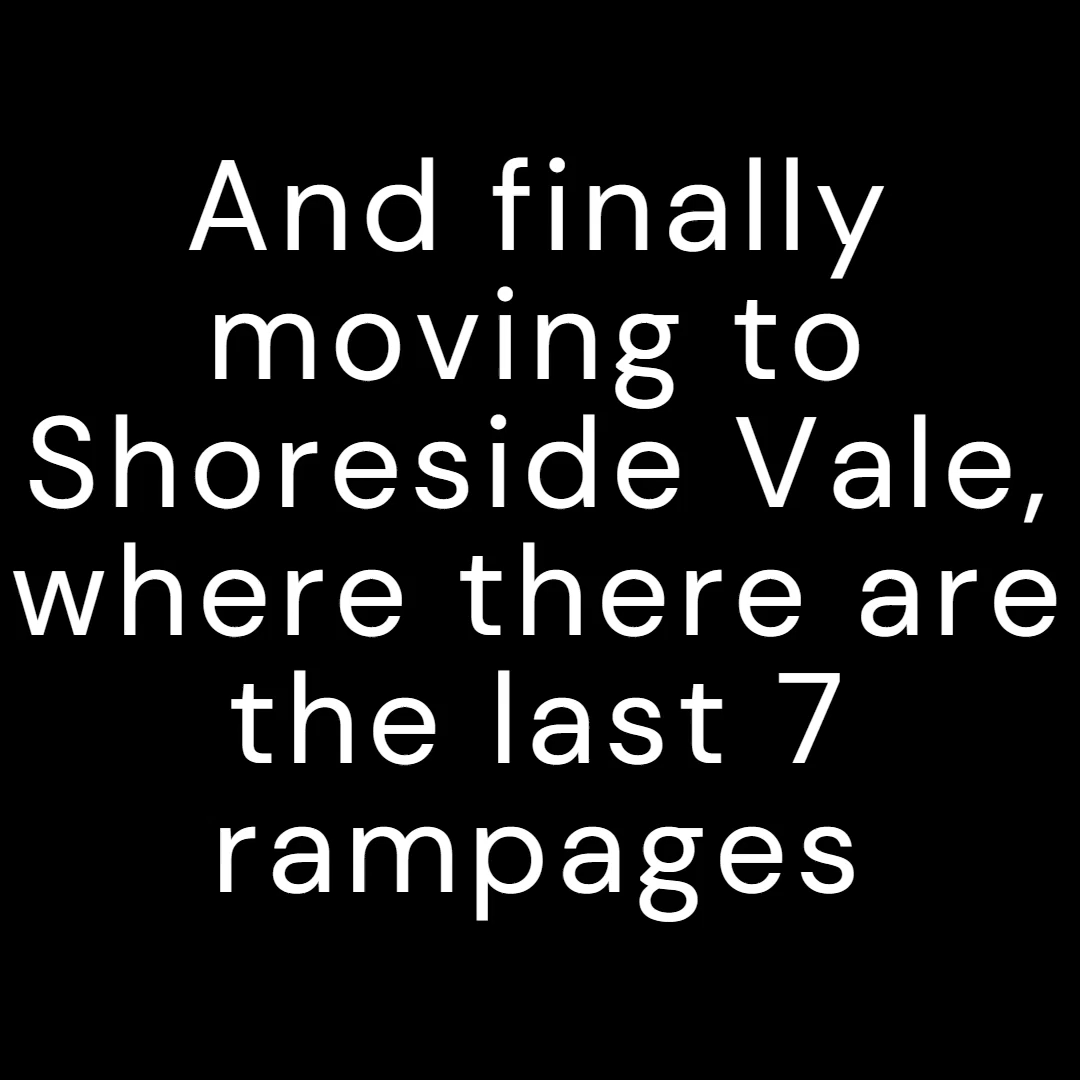 And finally
moving to
Shoreside Vale,
where there are
the last 7
rampages